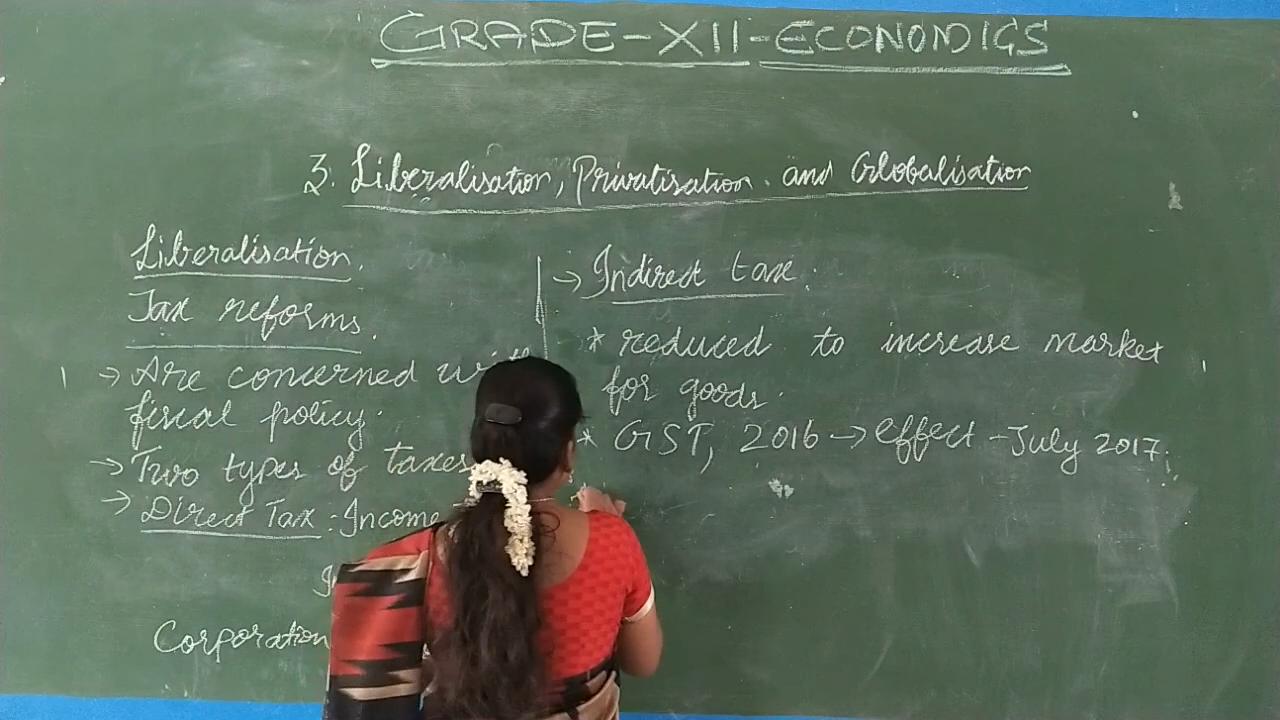 GRADE-XII-ECONOMICS
3. Liberalisation, Privatisation and Globalisation
Liberalisation.
Tax reforms.
1 → Are concerned with
fiscal policy.
→ Two types of taxes
→ Direct Tax :- Income
Corporation
→ Indirect tax.
* reduced to increase market
for goods.
* GST, 2016 → effect - July 2017.